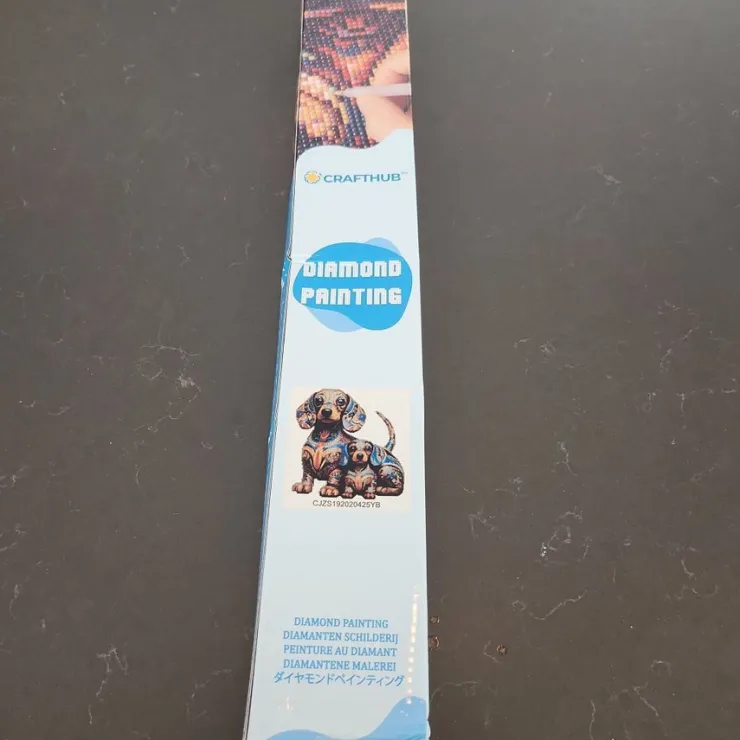 CRAFTHUB
DIAMOND
PAINTING
CJZS192020425YB
DIAMOND PAINTING
DIAMANTEN SCHILDERIJ
PEINTURE AU DIAMANT
DIAMANTENE MALEREI
ダイヤモンドペインティング